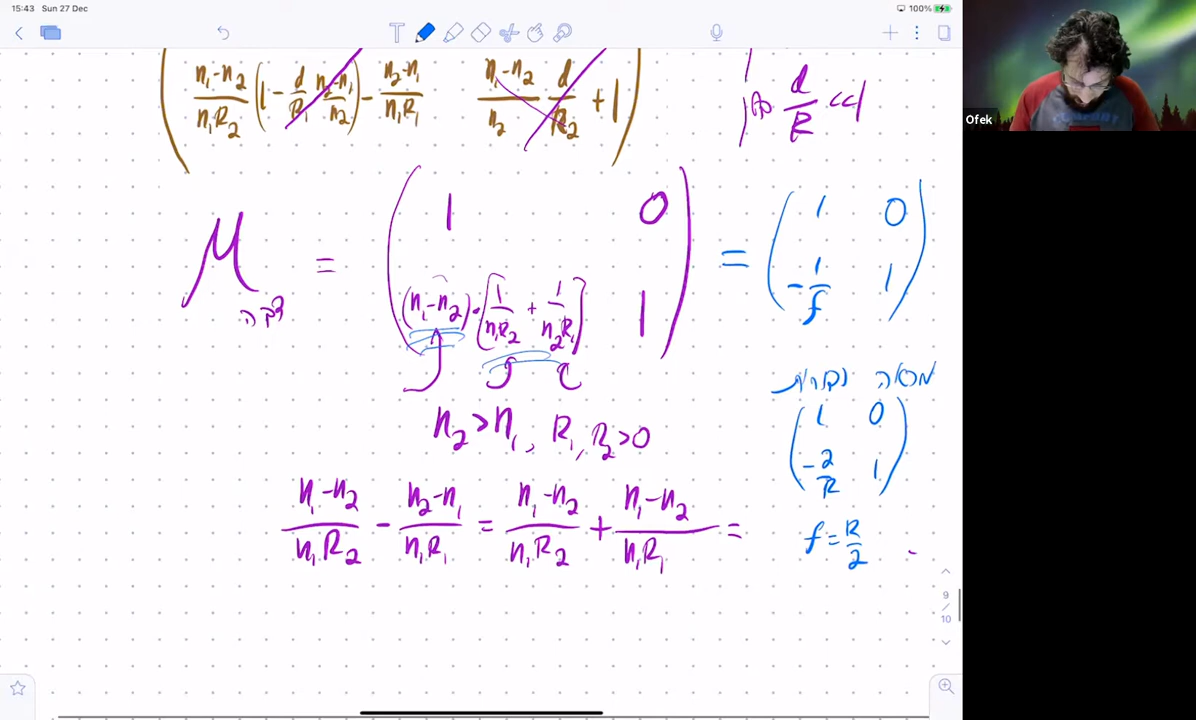 15:43 Sun 27 Dec
100%
Ofek
T
n₁-n₂/n₁R₂ (1 - d/R₁ n₂-n₁/n₂) - n₂-n₁/n₁R₁
n₁-n₂/n₂ d/R₂ + 1
d/R <<1
M דקה = ( 1 0 ; (n₁-n₂)·[1/n₁R₂ + 1/n₂R₁] 1 ) = ( 1 0 ; -1/f 1 )
n₂>n₁, R₁,R₂>0
מראה
( 1 0 ; -2/R 1 )
n₁-n₂/n₁R₂ - n₂-n₁/n₁R₁ = n₁-n₂/n₁R₂ + n₁-n₂/n₁R₁ =
f=R/2
9/10